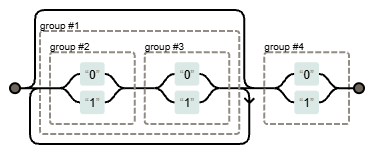 group #1
group #2 group #3 group #4
“0” “0” “0”
“1” “1” “1”